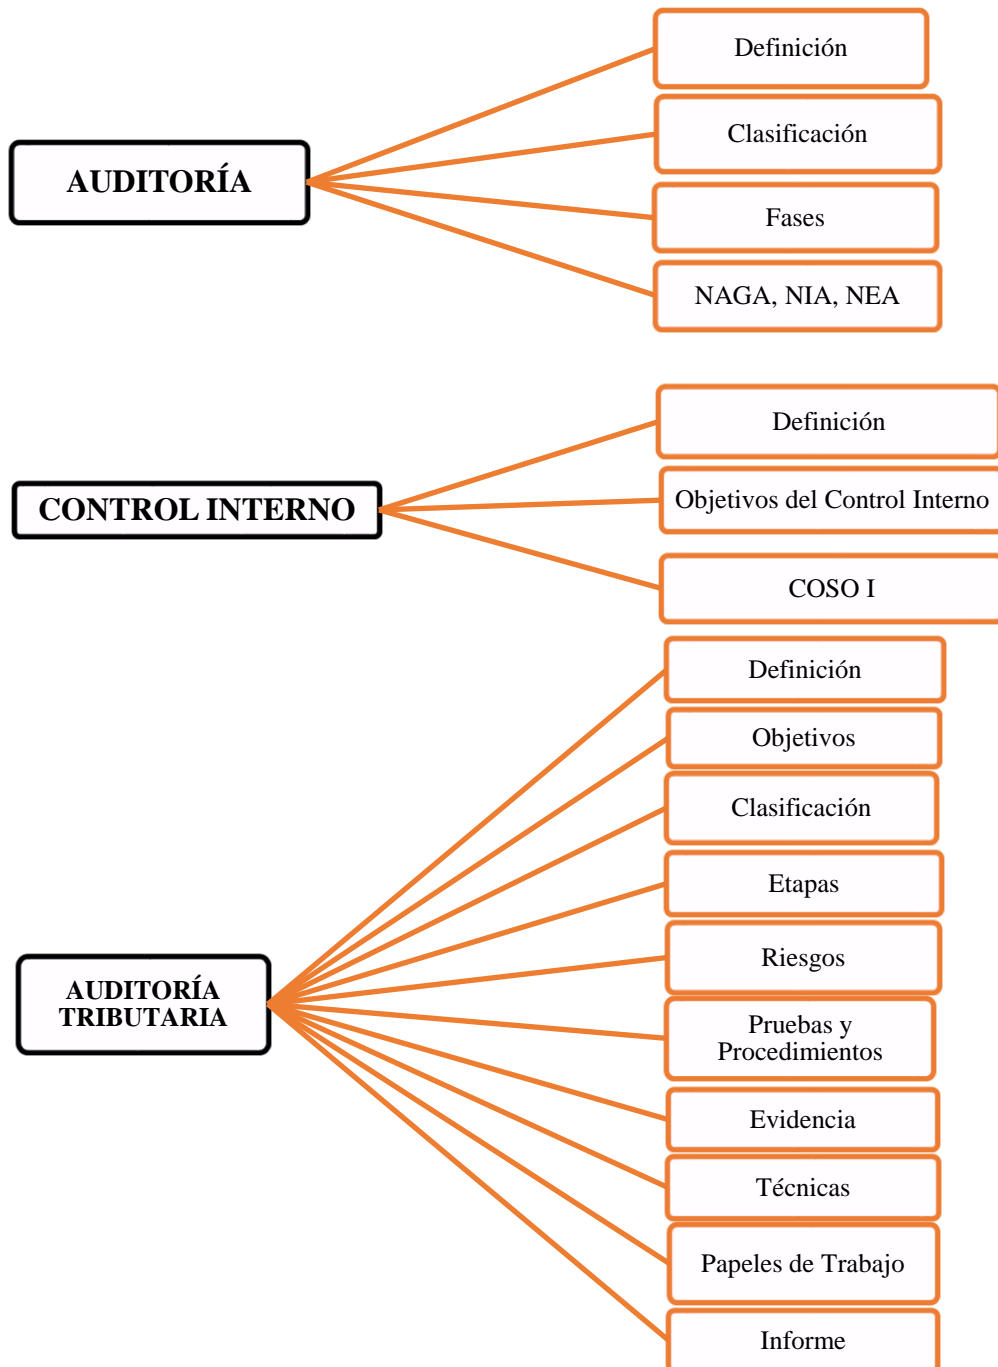 AUDITORÍA
Definición
Clasificación
Fases
NAGA, NIA, NEA
CONTROL INTERNO
Definición
Objetivos del Control Interno
COSO I
AUDITORÍA
TRIBUTARIA
Definición
Objetivos
Clasificación
Etapas
Riesgos
Pruebas y
Procedimientos
Evidencia
Técnicas
Papeles de Trabajo
Informe